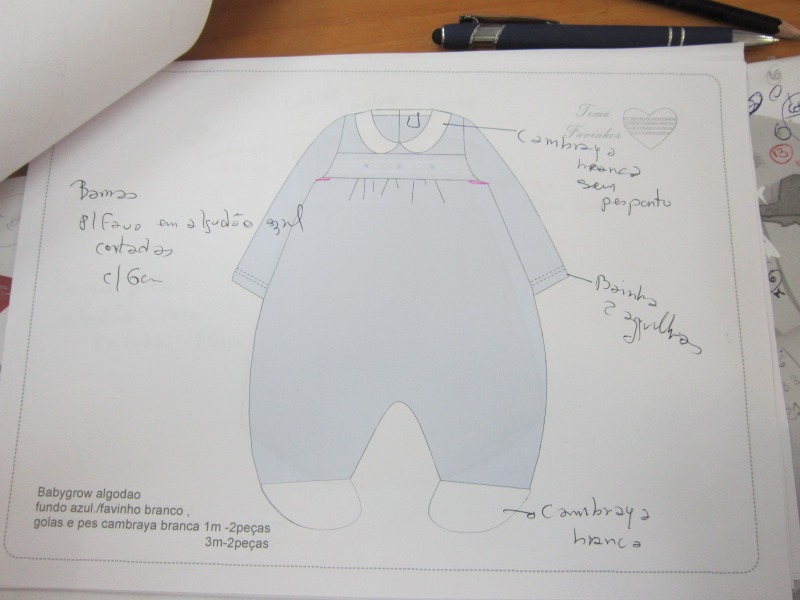 Tema
Favinhos
Cambraya
branca
sem
pesponto
Barras
p/ Favo em algodão azul
cortadas
c/ 6cm
Bainha
2 agulhas
Cambraya
branca
Babygrow algodao
fundo azul./favinho branco ,
golas e pes cambraya branca 1m -2peças
3m-2peças
13